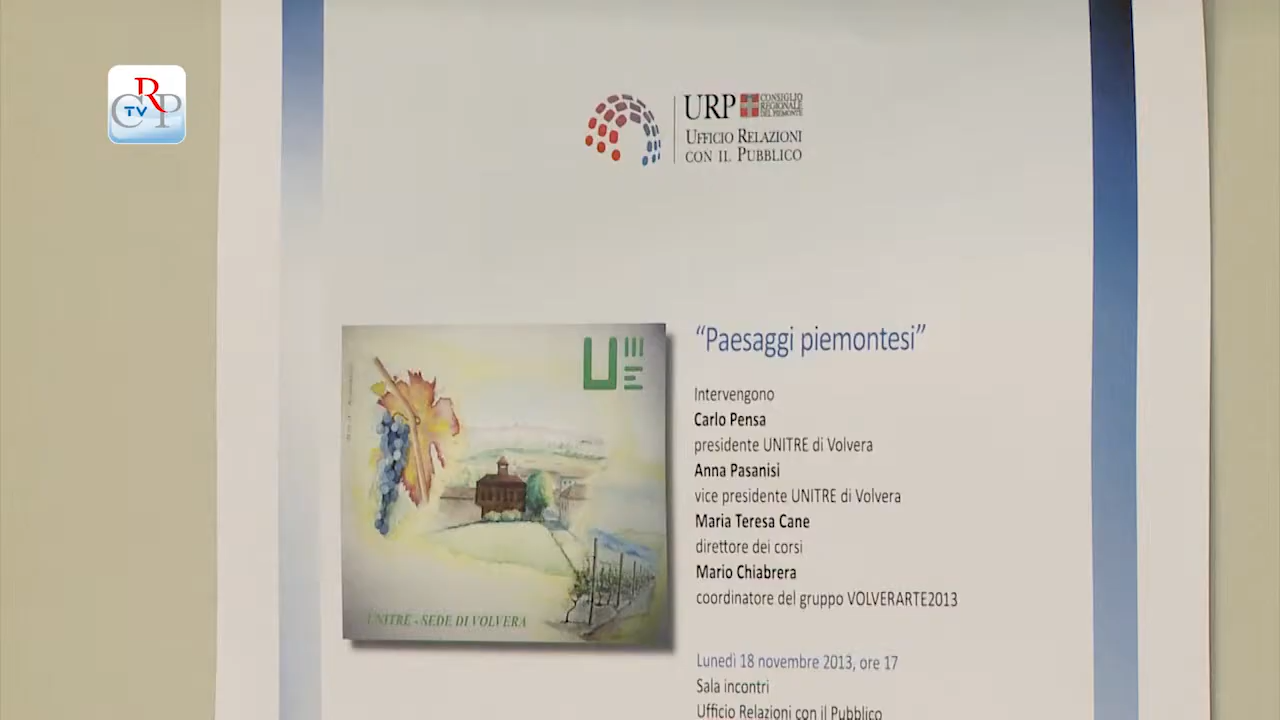 CRP
TV
URP
CONSIGLIO
REGIONALE
DEL PIEMONTE
UFFICIO RELAZIONI
CON IL PUBBLICO
UNITRE - SEDE DI VOLVERA
"Paesaggi piemontesi"
Intervengono
Carlo Pensa
presidente UNITRE di Volvera
Anna Pasanisi
vice presidente UNITRE di Volvera
Maria Teresa Cane
direttore dei corsi
Mario Chiabrera
coordinatore del gruppo VOLVERARTE2013
Lunedì 18 novembre 2013, ore 17
Sala incontri
Ufficio Relazioni con il Pubblico